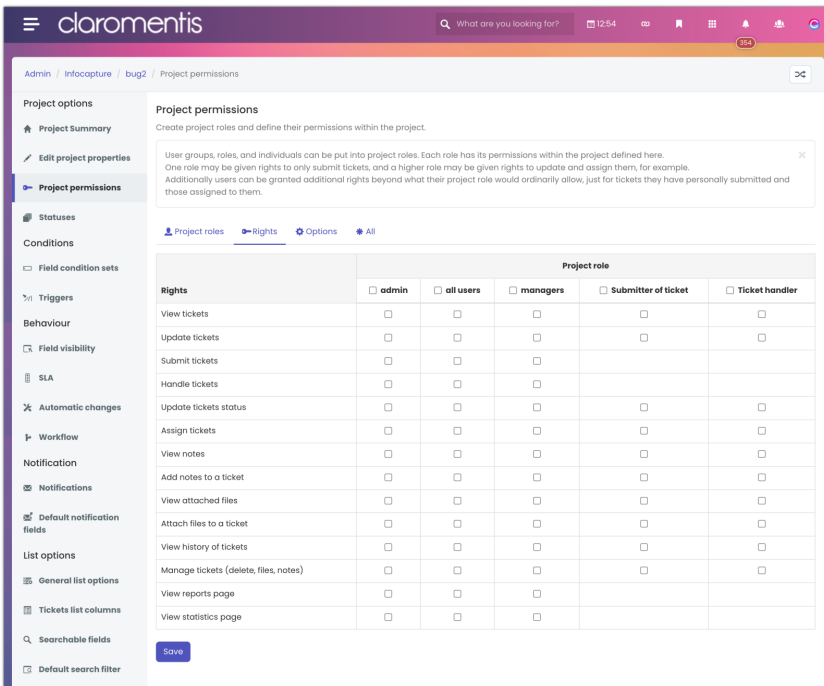 claromentis
What are you looking for?
12:54
354
Admin / Infocapture / bug2 / Project permissions
Project options
Project Summary
Edit project properties
Project permissions
Statuses
Conditions
Field condition sets
Triggers
Behaviour
Field visibility
SLA
Automatic changes
Workflow
Notification
Notifications
Default notification
fields
List options
General list options
Tickets list columns
Searchable fields
Default search filter
Project permissions
Create project roles and define their permissions within the project.
User groups, roles, and individuals can be put into project roles. Each role has its permissions within the project defined here.
One role may be given rights to only submit tickets, and a higher role may be given rights to update and assign them, for example.
Additionally users can be granted additional rights beyond what their project role would ordinarily allow, just for tickets they have personally submitted and
those assigned to them.
Project roles Rights Options All
Project role
Rights admin all users managers Submitter of ticket Ticket handler
View tickets
Update tickets
Submit tickets
Handle tickets
Update tickets status
Assign tickets
View notes
Add notes to a ticket
View attached files
Attach files to a ticket
View history of tickets
Manage tickets (delete, files, notes)
View reports page
View statistics page
Save